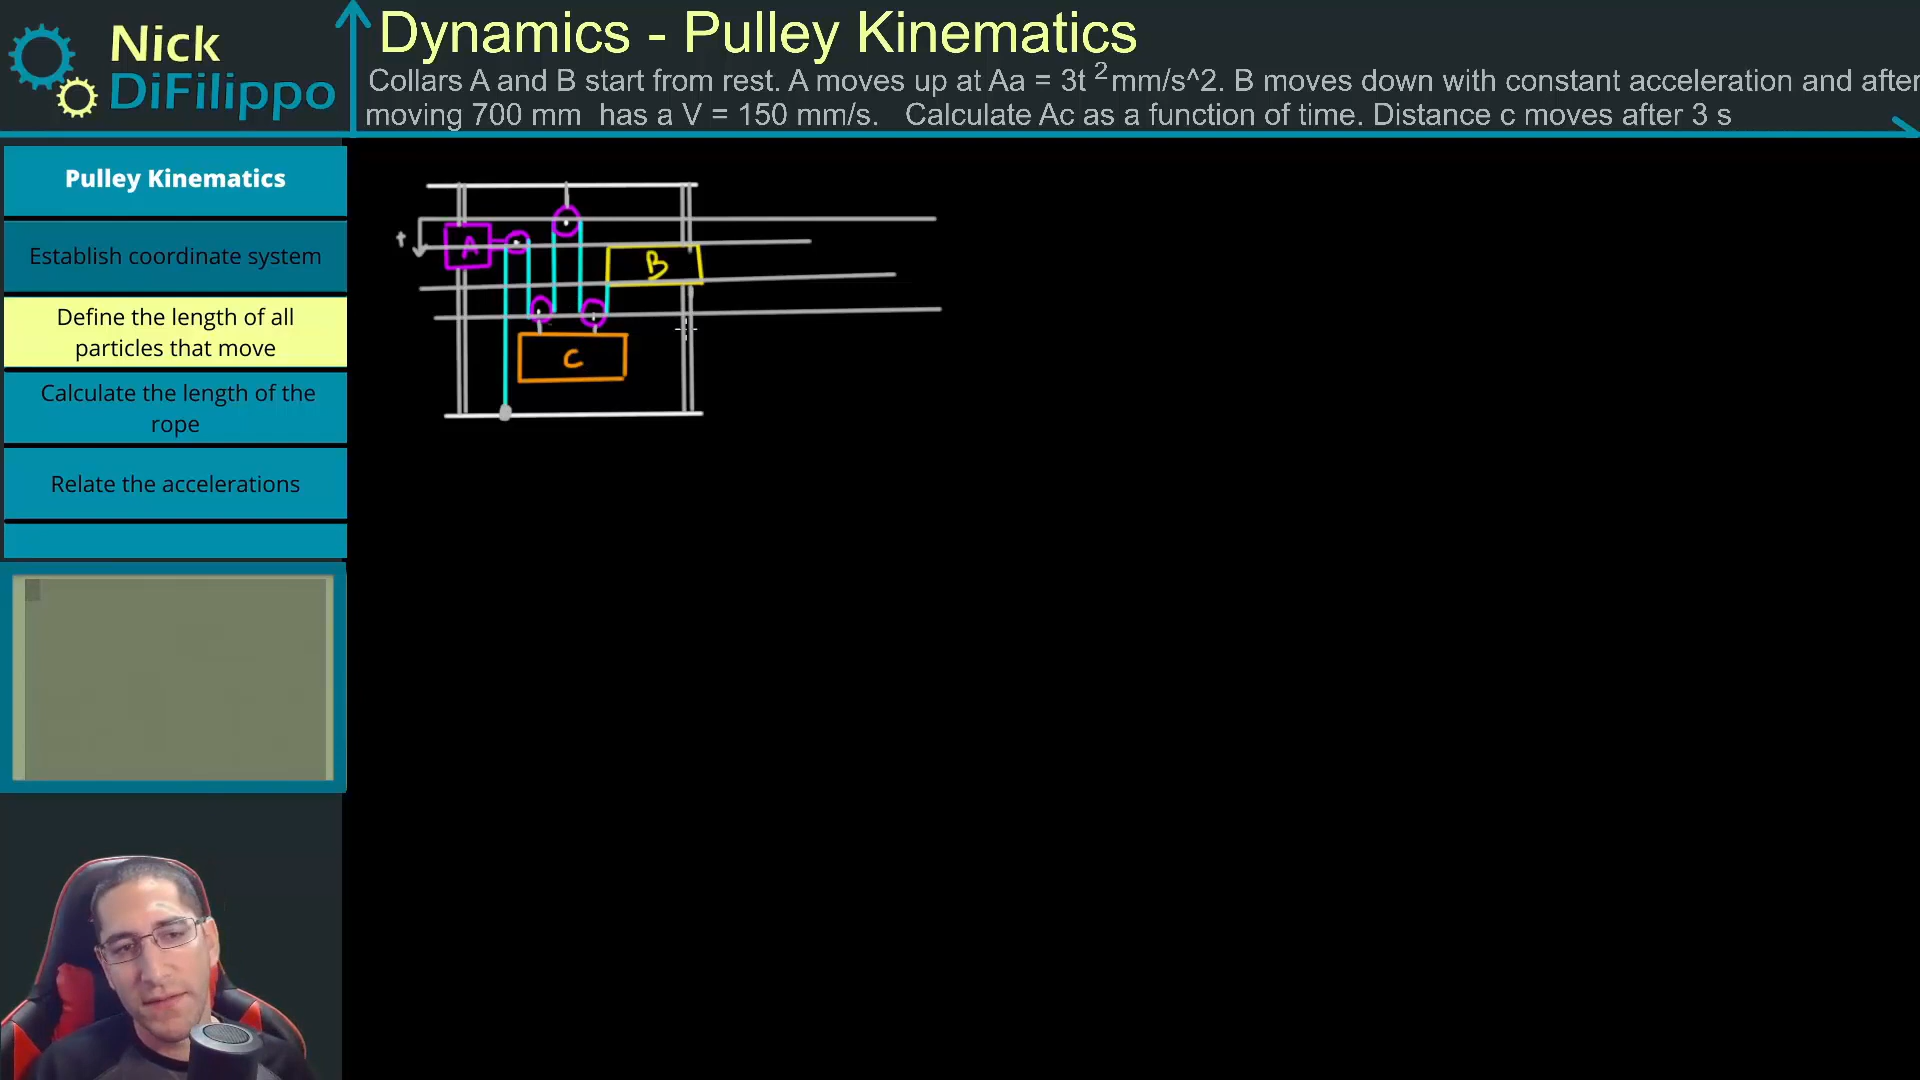 Nick
DiFilippo
Dynamics - Pulley Kinematics
Collars A and B start from rest. A moves up at Aa = 3t 2 mm/s^2. B moves down with constant acceleration and after
moving 700 mm has a V = 150 mm/s. Calculate Ac as a function of time. Distance c moves after 3 s
Pulley Kinematics
Establish coordinate system
Define the length of all
particles that move
Calculate the length of the
rope
Relate the accelerations
A
B
C